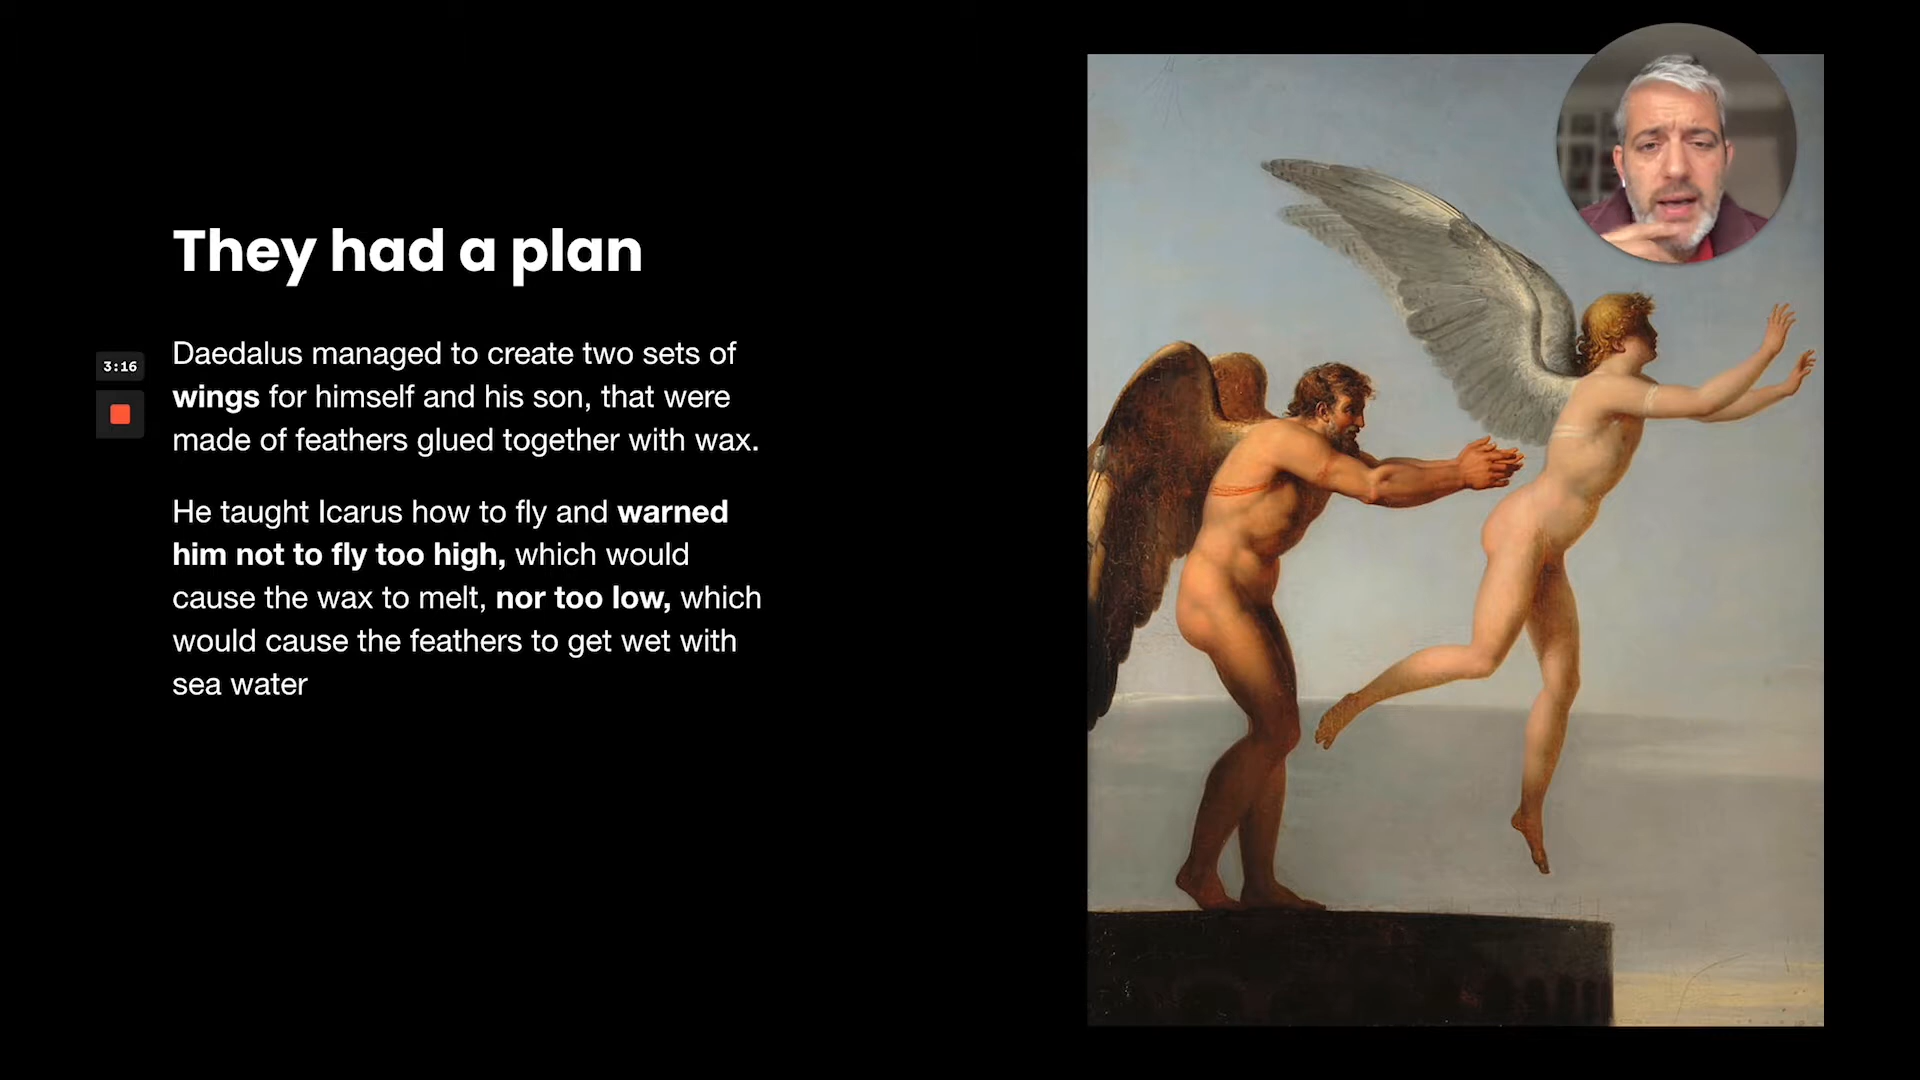 They had a plan
3:16
Daedalus managed to create two sets of
wings for himself and his son, that were
made of feathers glued together with wax.
He taught Icarus how to fly and warned
him not to fly too high, which would
cause the wax to melt, nor too low, which
would cause the feathers to get wet with
sea water